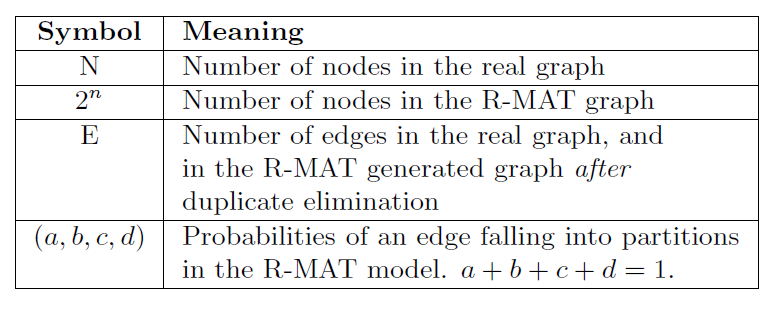 Symbol Meaning
N Number of nodes in the real graph
2ⁿ Number of nodes in the R-MAT graph
E Number of edges in the real graph, and
in the R-MAT generated graph after
duplicate elimination
(a, b, c, d) Probabilities of an edge falling into partitions
in the R-MAT model. a + b + c + d = 1.